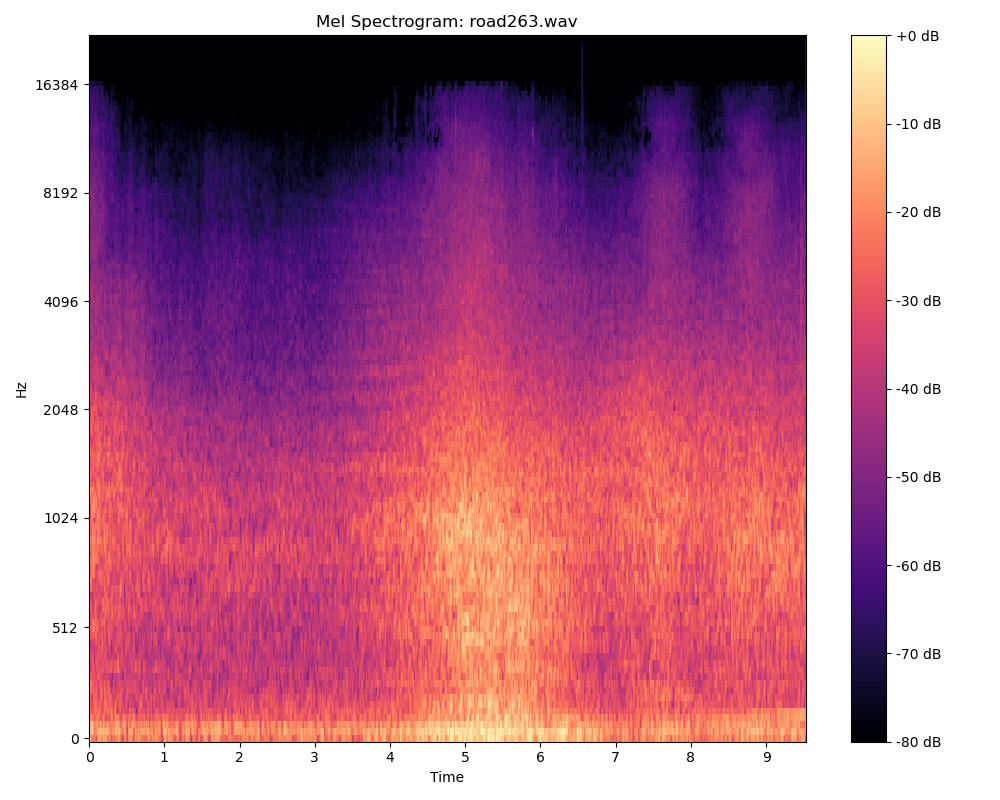 Mel Spectrogram: road263.wav
Hz
16384
8192
4096
2048
1024
512
0
0 1 2 3 4 5 6 7 8 9
Time
+0 dB
-10 dB
-20 dB
-30 dB
-40 dB
-50 dB
-60 dB
-70 dB
-80 dB